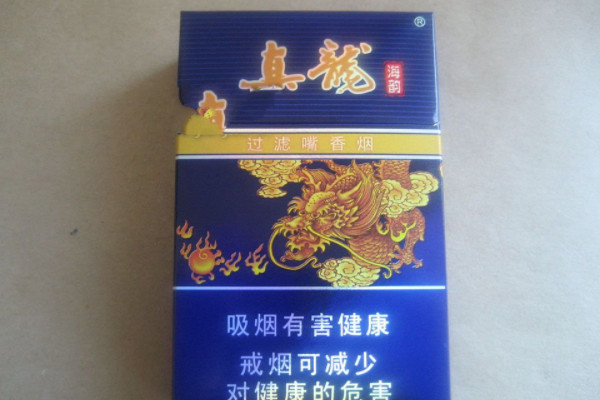 ®
真龍
海韵
真
过滤嘴香烟
吸烟有害健康
戒烟可减少
对健康的危害